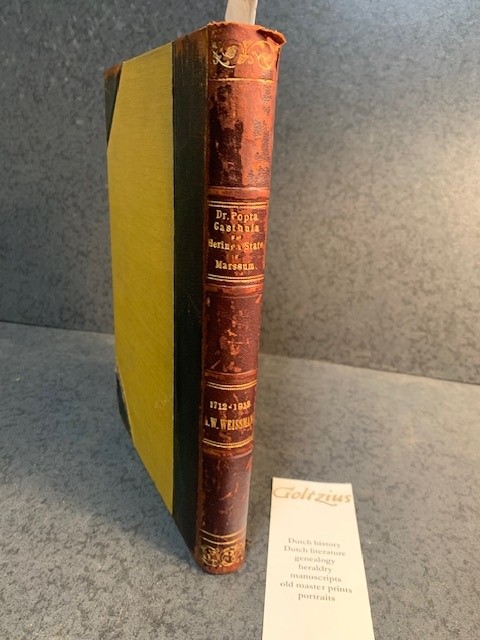 Dr. Popta
Gasthuis
en
Heringa State
te
Marssum.
1712-1912
A.W. WEISSMAN
Goltzius
Dutch history
Dutch literature
genealogy
heraldry
manuscripts
old master prints
portraits